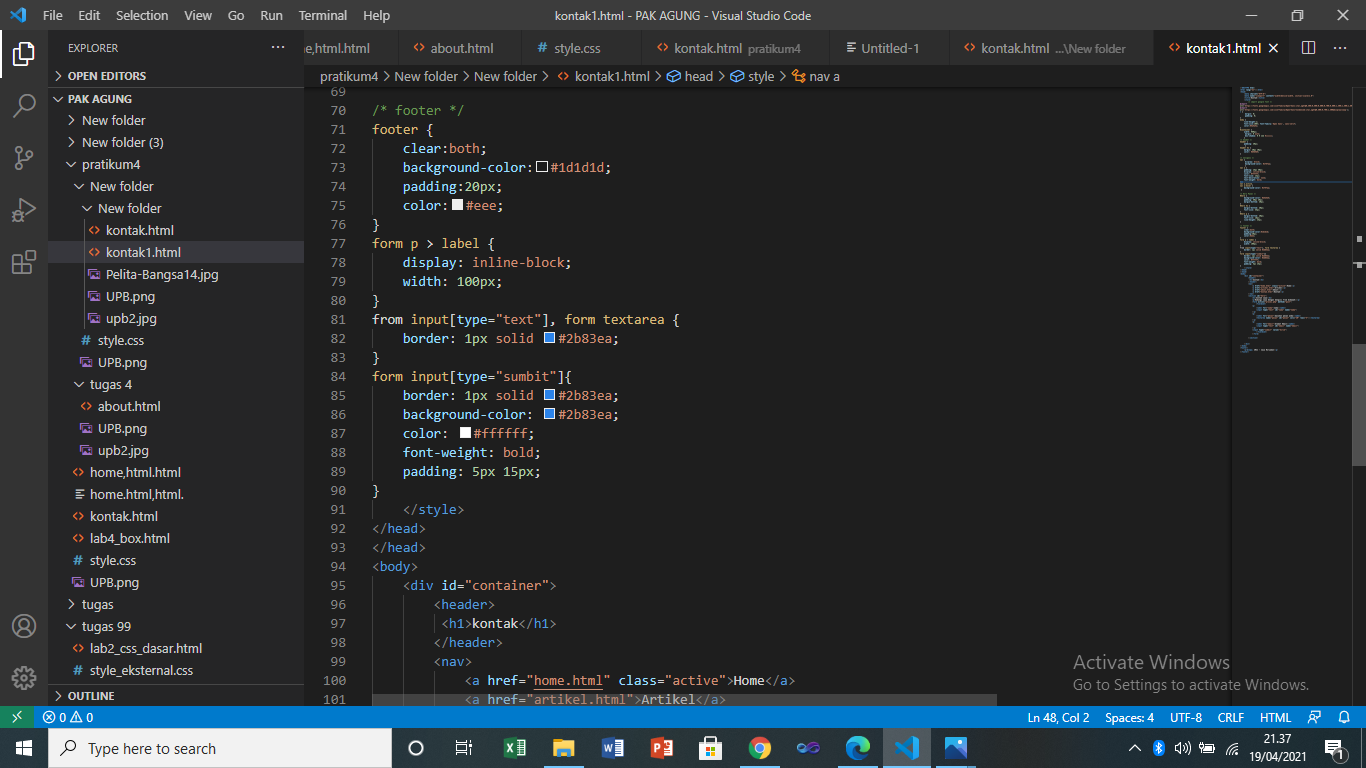 File Edit Selection View Go Run Terminal Help kontak1.html - PAK AGUNG - Visual Studio Code
EXPLORER
OPEN EDITORS
PAK AGUNG
New folder
New folder (3)
pratikum4
New folder
New folder
kontak.html
kontak1.html
Pelita-Bangsa14.jpg
UPB.png
upb2.jpg
style.css
UPB.png
tugas 4
about.html
UPB.png
upb2.jpg
home,html.html
home.html,html.
kontak.html
lab4_box.html
style.css
UPB.png
tugas
tugas 99
lab2_css_dasar.html
style_eksternal.css
OUTLINE
e,html.html about.html style.css kontak.html pratikum4 Untitled-1 kontak.html ...\New folder kontak1.html
pratikum4 > New folder > New folder > kontak1.html > head > style > nav a
69
70 /* footer */
71 footer {
72 clear:both;
73 background-color:#1d1d1d;
74 padding:20px;
75 color:#eee;
76 }
77 form p > label {
78 display: inline-block;
79 width: 100px;
80 }
81 from input[type="text"], form textarea {
82 border: 1px solid #2b83ea;
83 }
84 form input[type="sumbit"]{
85 border: 1px solid #2b83ea;
86 background-color: #2b83ea;
87 color: #ffffff;
88 font-weight: bold;
89 padding: 5px 15px;
90 }
91 </style>
92 </head>
93 </head>
94 <body>
95 <div id="container">
96 <header>
97 <h1>kontak</h1>
98 </header>
99 <nav>
100 <a href="home.html" class="active">Home</a>
101 <a href="artikel.html">Artikel</a>
Activate Windows
Go to Settings to activate Windows.
0 0 Ln 48, Col 2 Spaces: 4 UTF-8 CRLF HTML
Type here to search
21.37
19/04/2021
1